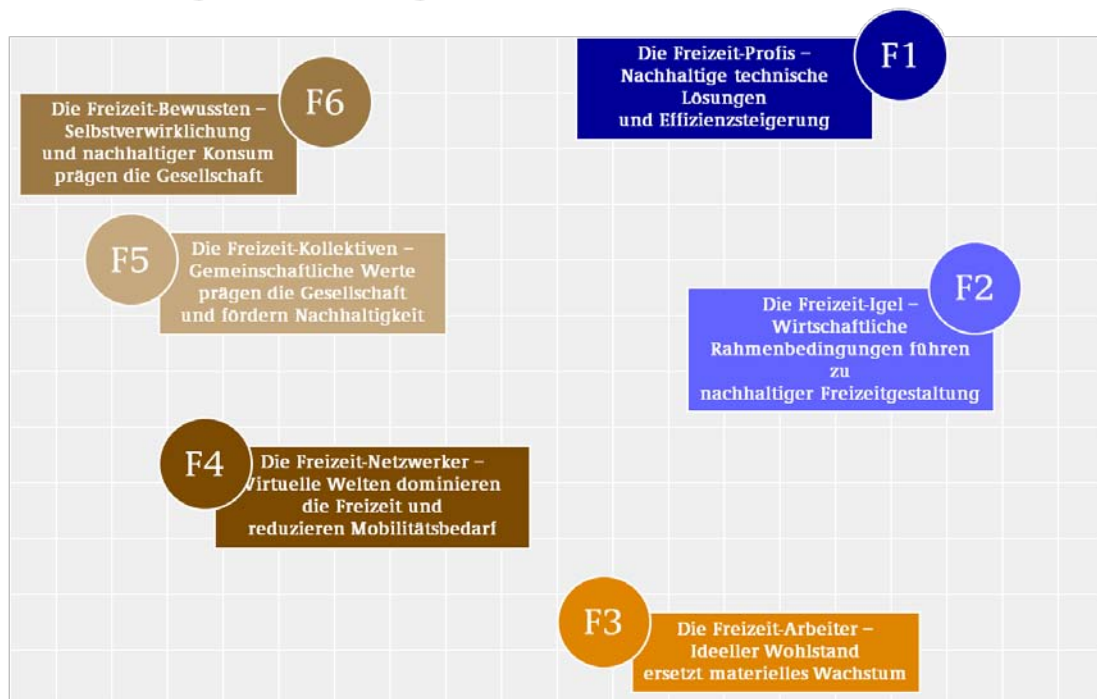 F1
Die Freizeit-Profis –
Nachhaltige technische
Lösungen
und Effizienzsteigerung
F6
Die Freizeit-Bewussten –
Selbstverwirklichung
und nachhaltiger Konsum
prägen die Gesellschaft
F5
Die Freizeit-Kollektiven –
Gemeinschaftliche Werte
prägen die Gesellschaft
und fördern Nachhaltigkeit
F2
Die Freizeit-Igel –
Wirtschaftliche
Rahmenbedingungen führen
zu
nachhaltiger Freizeitgestaltung
F4
Die Freizeit-Netzwerker –
Virtuelle Welten dominieren
die Freizeit und
reduzieren Mobilitätsbedarf
F3
Die Freizeit-Arbeiter –
Ideeller Wohlstand
ersetzt materielles Wachstum